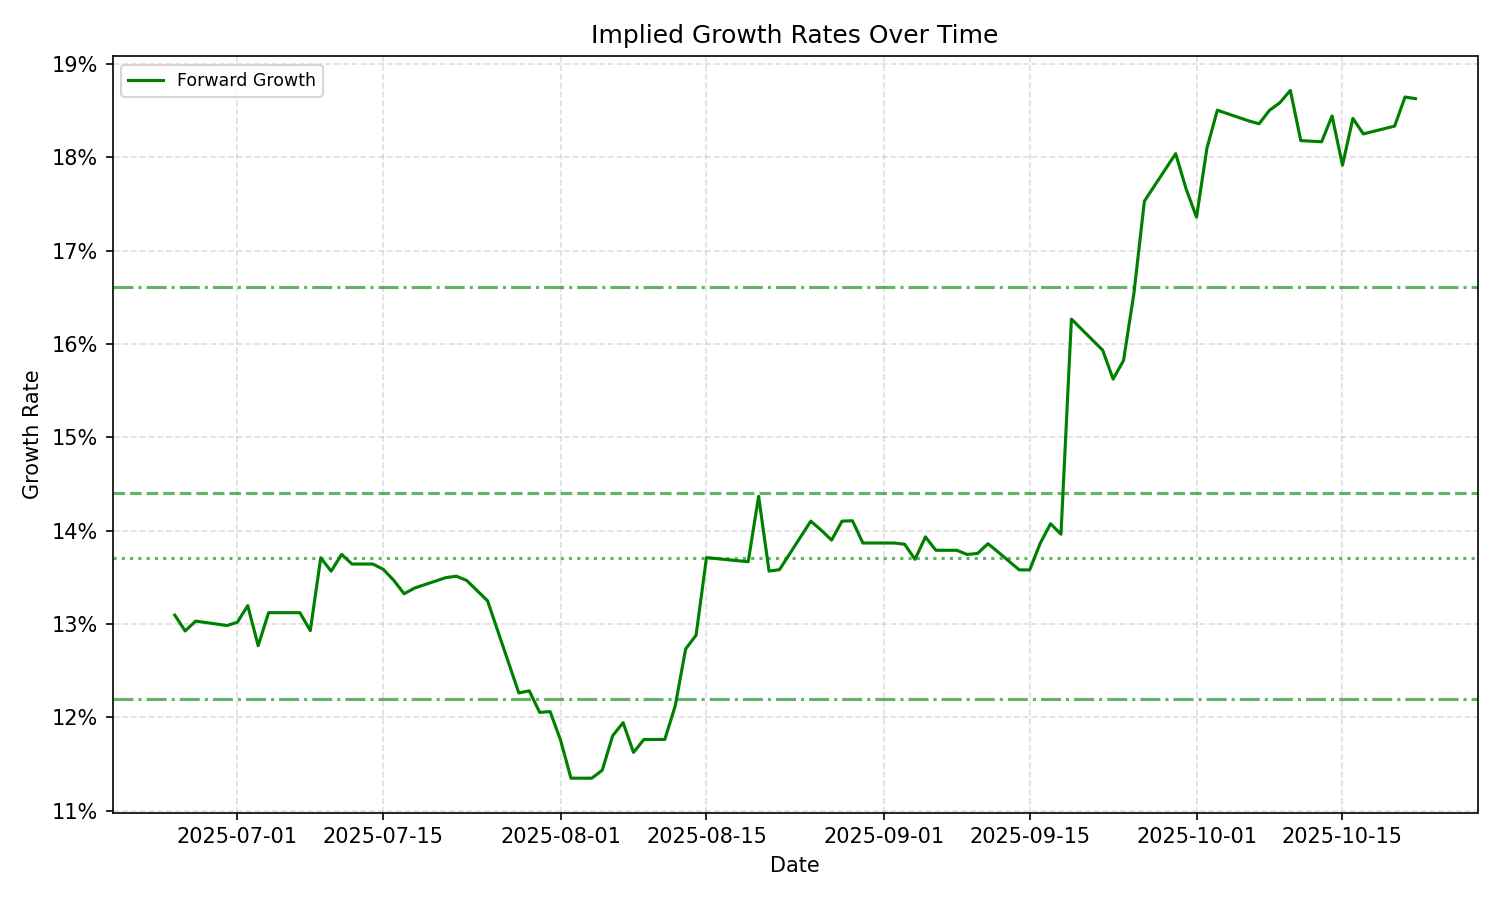 Implied Growth Rates Over Time
Forward Growth
19%
18%
17%
16%
15%
14%
13%
12%
11%
Growth Rate
2025-07-01 2025-07-15 2025-08-01 2025-08-15 2025-09-01 2025-09-15 2025-10-01 2025-10-15
Date